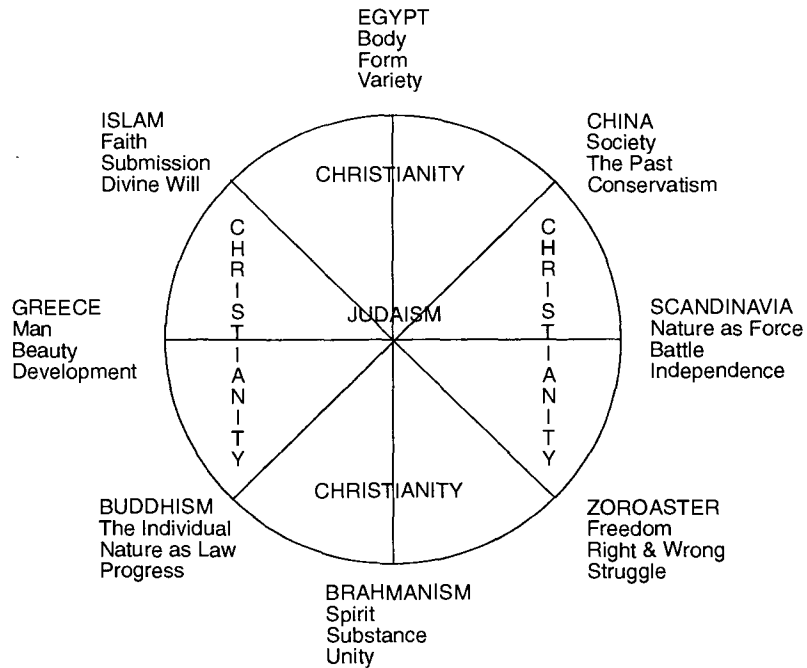 EGYPT
Body
Form
Variety
ISLAM
Faith
Submission
Divine Will
CHINA
Society
The Past
Conservatism
CHRISTIANITY
CHRISTIANITY
CHRISTIANITY
JUDAISM
GREECE
Man
Beauty
Development
SCANDINAVIA
Nature as Force
Battle
Independence
CHRISTIANITY
BUDDHISM
The Individual
Nature as Law
Progress
ZOROASTER
Freedom
Right & Wrong
Struggle
BRAHMANISM
Spirit
Substance
Unity